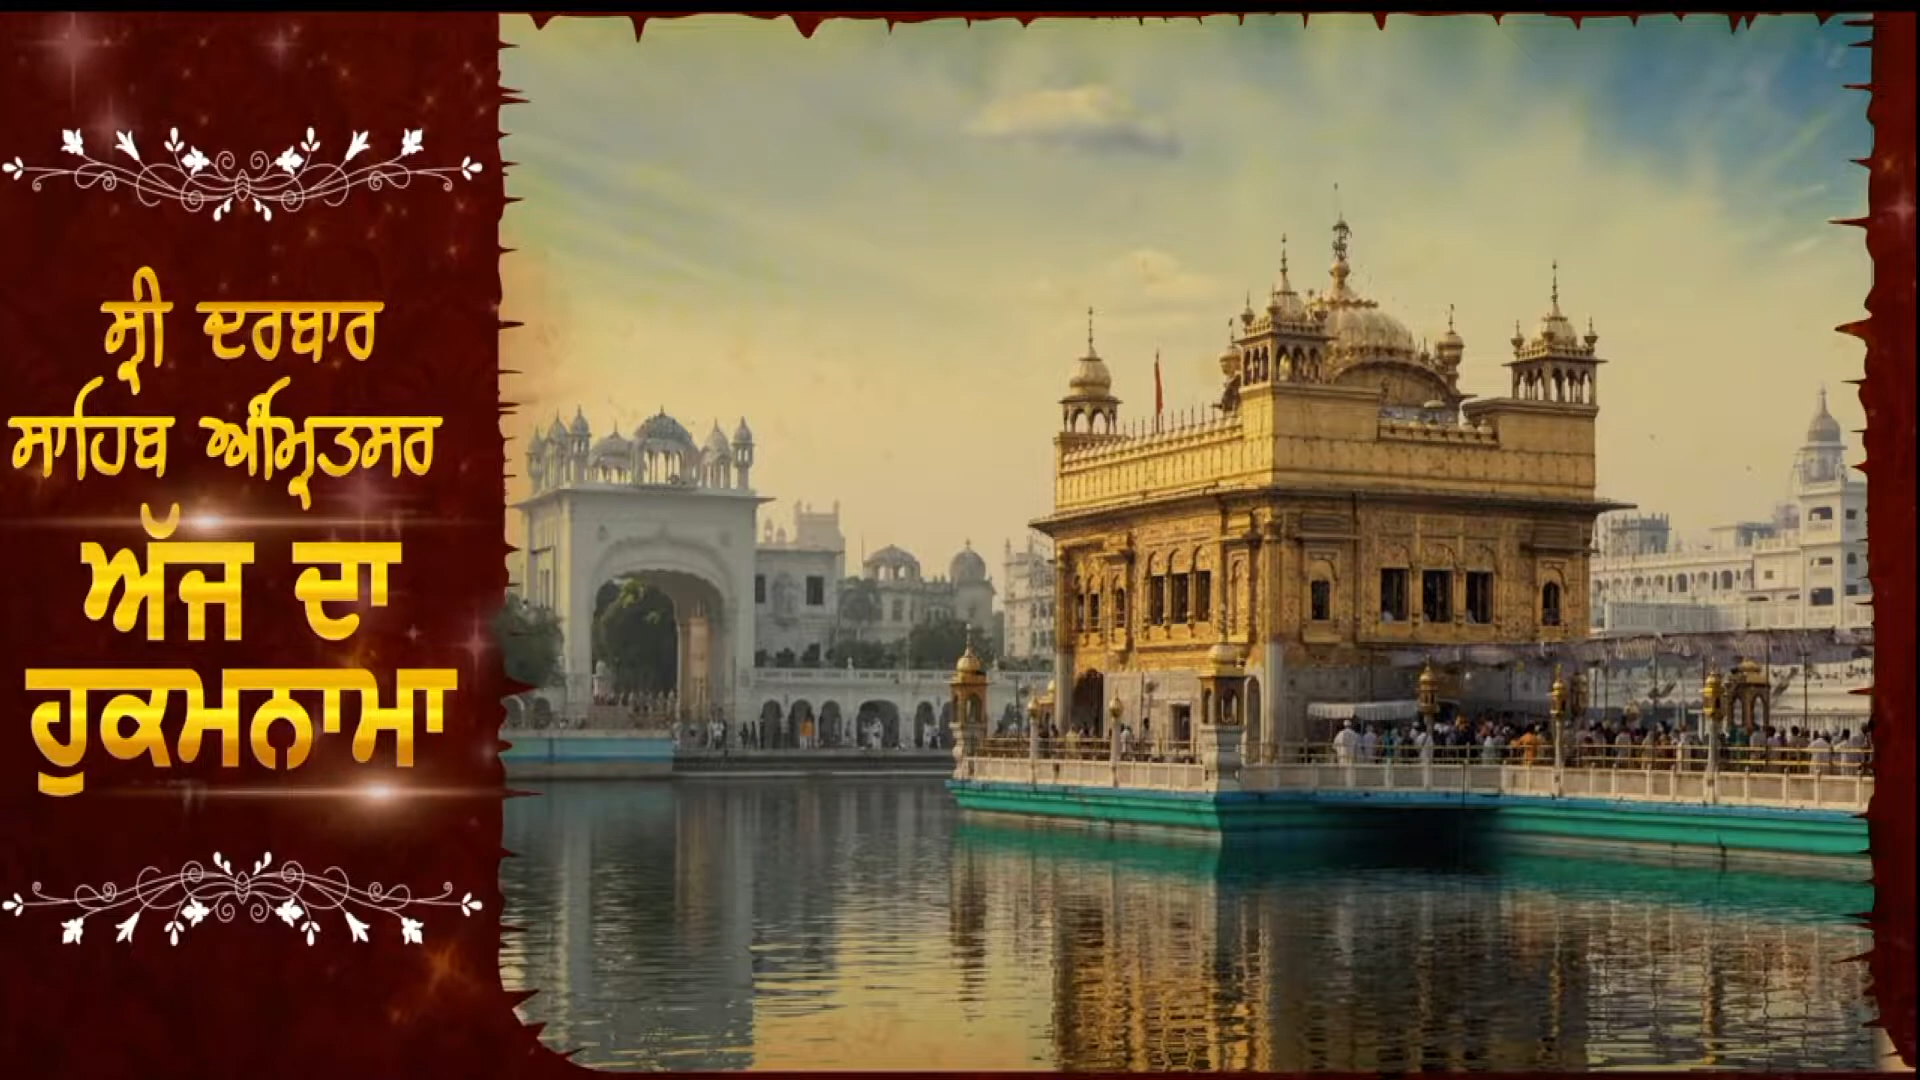 ਸ੍ਰੀ ਦਰਬਾਰ
ਸਾਹਿਬ ਅੰਮ੍ਰਿਤਸਰ
ਅੱਜ ਦਾ
ਹੁਕਮਨਾਮਾ